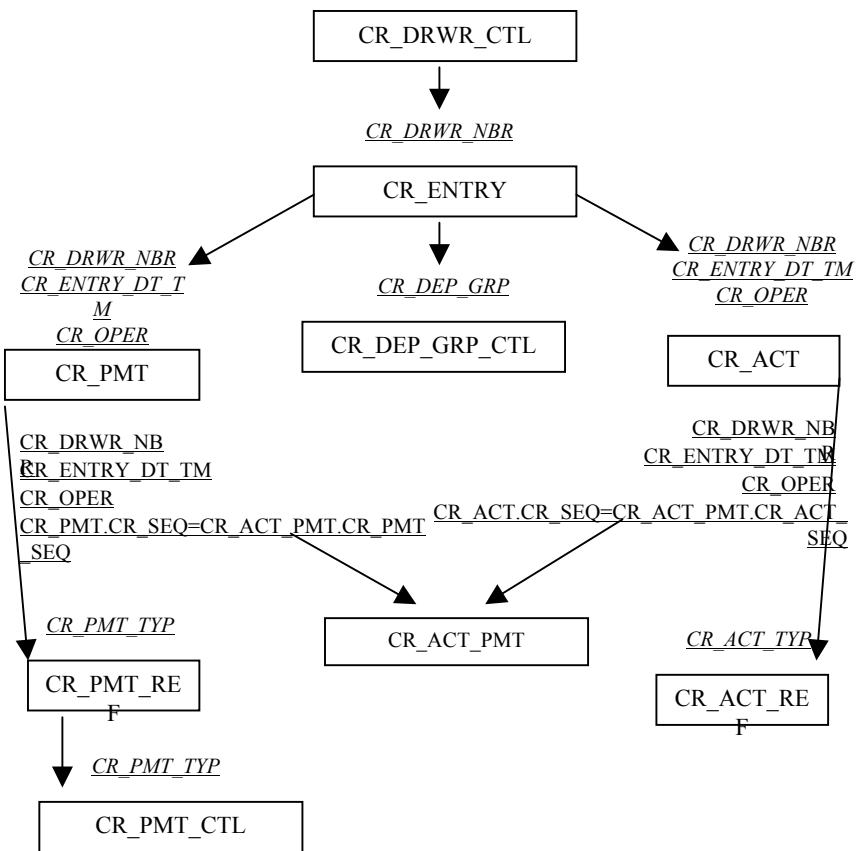 CR_DRWR_CTL
CR_DRWR_NBR
CR_ENTRY
CR_DRWR_NBR
CR_ENTRY_DT_T
M
CR_OPER
CR_DEP_GRP
CR_DRWR_NBR
CR_ENTRY_DT_TM
CR_OPER
CR_PMT
CR_DEP_GRP_CTL
CR_ACT
CR_DRWR_NB
R
CR_ENTRY_DT_TM
CR_OPER
CR_PMT.CR_SEQ=CR_ACT_PMT.CR_PMT
_SEQ
CR_DRWR_NB
R
CR_ENTRY_DT_TM
CR_OPER
CR_ACT.CR_SEQ=CR_ACT_PMT.CR_ACT_
SEQ
CR_PMT_TYP
CR_ACT_PMT
CR_ACT_TYP
CR_PMT_RE
F
CR_ACT_RE
F
CR_PMT_TYP
CR_PMT_CTL